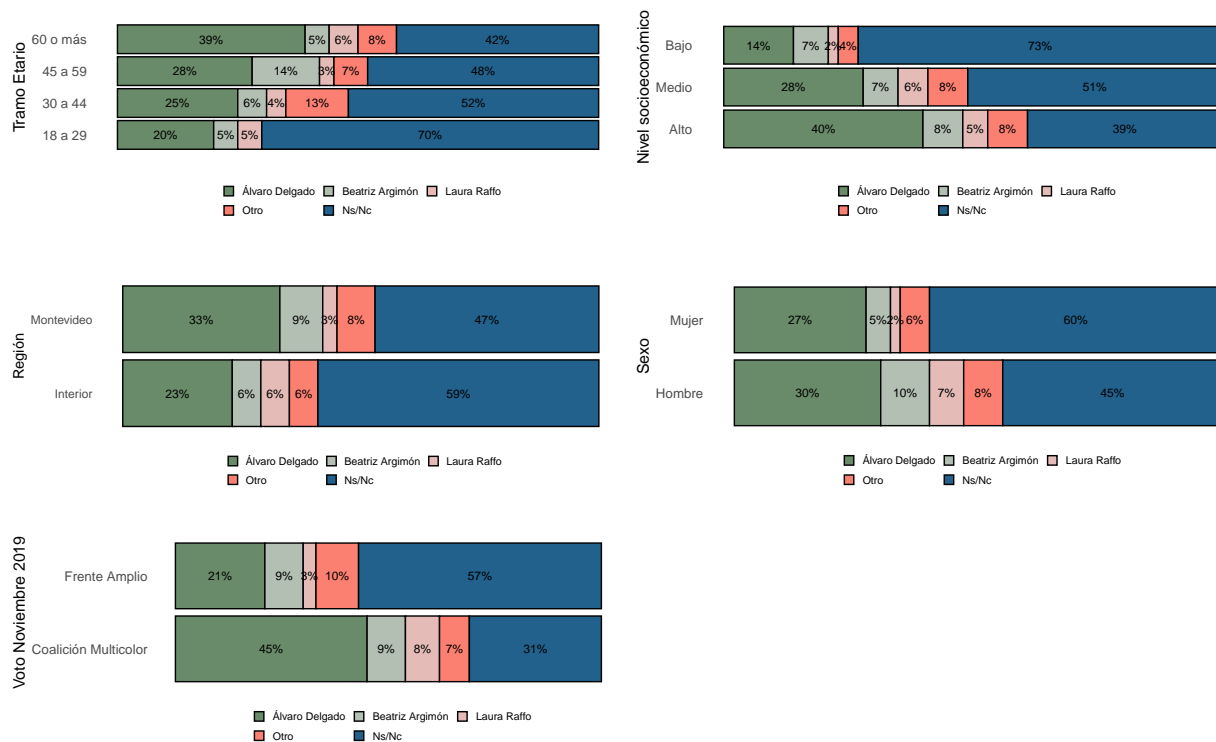 Tramo Etario
60 o más 39% 5% 6% 8% 42%
45 a 59 28% 14% 3% 7% 48%
30 a 44 25% 6% 4% 13% 52%
18 a 29 20% 5% 5% 70%
Álvaro Delgado Beatriz Argimón Laura Raffo
Otro Ns/Nc
Nivel socioeconómico
Bajo 14% 7% 2% 4% 73%
Medio 28% 7% 6% 8% 51%
Alto 40% 8% 5% 8% 39%
Álvaro Delgado Beatriz Argimón Laura Raffo
Otro Ns/Nc
Región
Montevideo 33% 9% 3% 8% 47%
Interior 23% 6% 6% 6% 59%
Álvaro Delgado Beatriz Argimón Laura Raffo
Otro Ns/Nc
Sexo
Mujer 27% 5% 2% 6% 60%
Hombre 30% 10% 7% 8% 45%
Álvaro Delgado Beatriz Argimón Laura Raffo
Otro Ns/Nc
Voto Noviembre 2019
Frente Amplio 21% 9% 3% 10% 57%
Coalición Multicolor 45% 9% 8% 7% 31%
Álvaro Delgado Beatriz Argimón Laura Raffo
Otro Ns/Nc